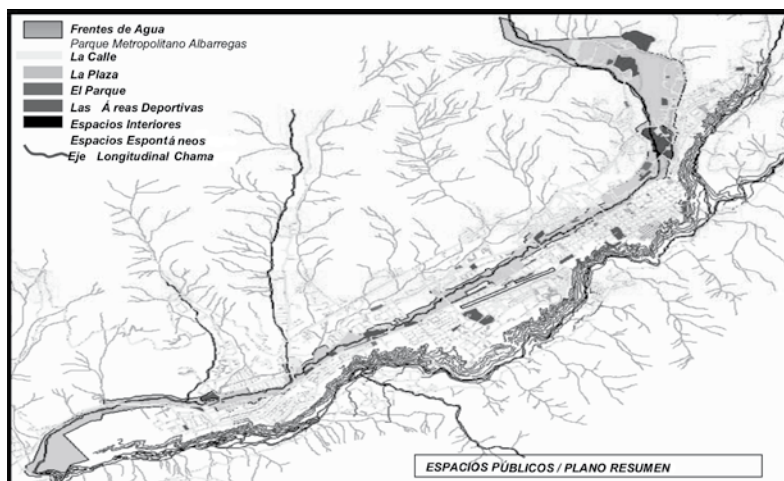 Frentes de Agua
Parque Metropolitano Albarregas
La Calle
La Plaza
El Parque
Las Á reas Deportivas
Espacios Interiores
Espacios Espontá neos
Eje Longitudinal Chama
ESPACIOS PÚBLICOS / PLANO RESUMEN